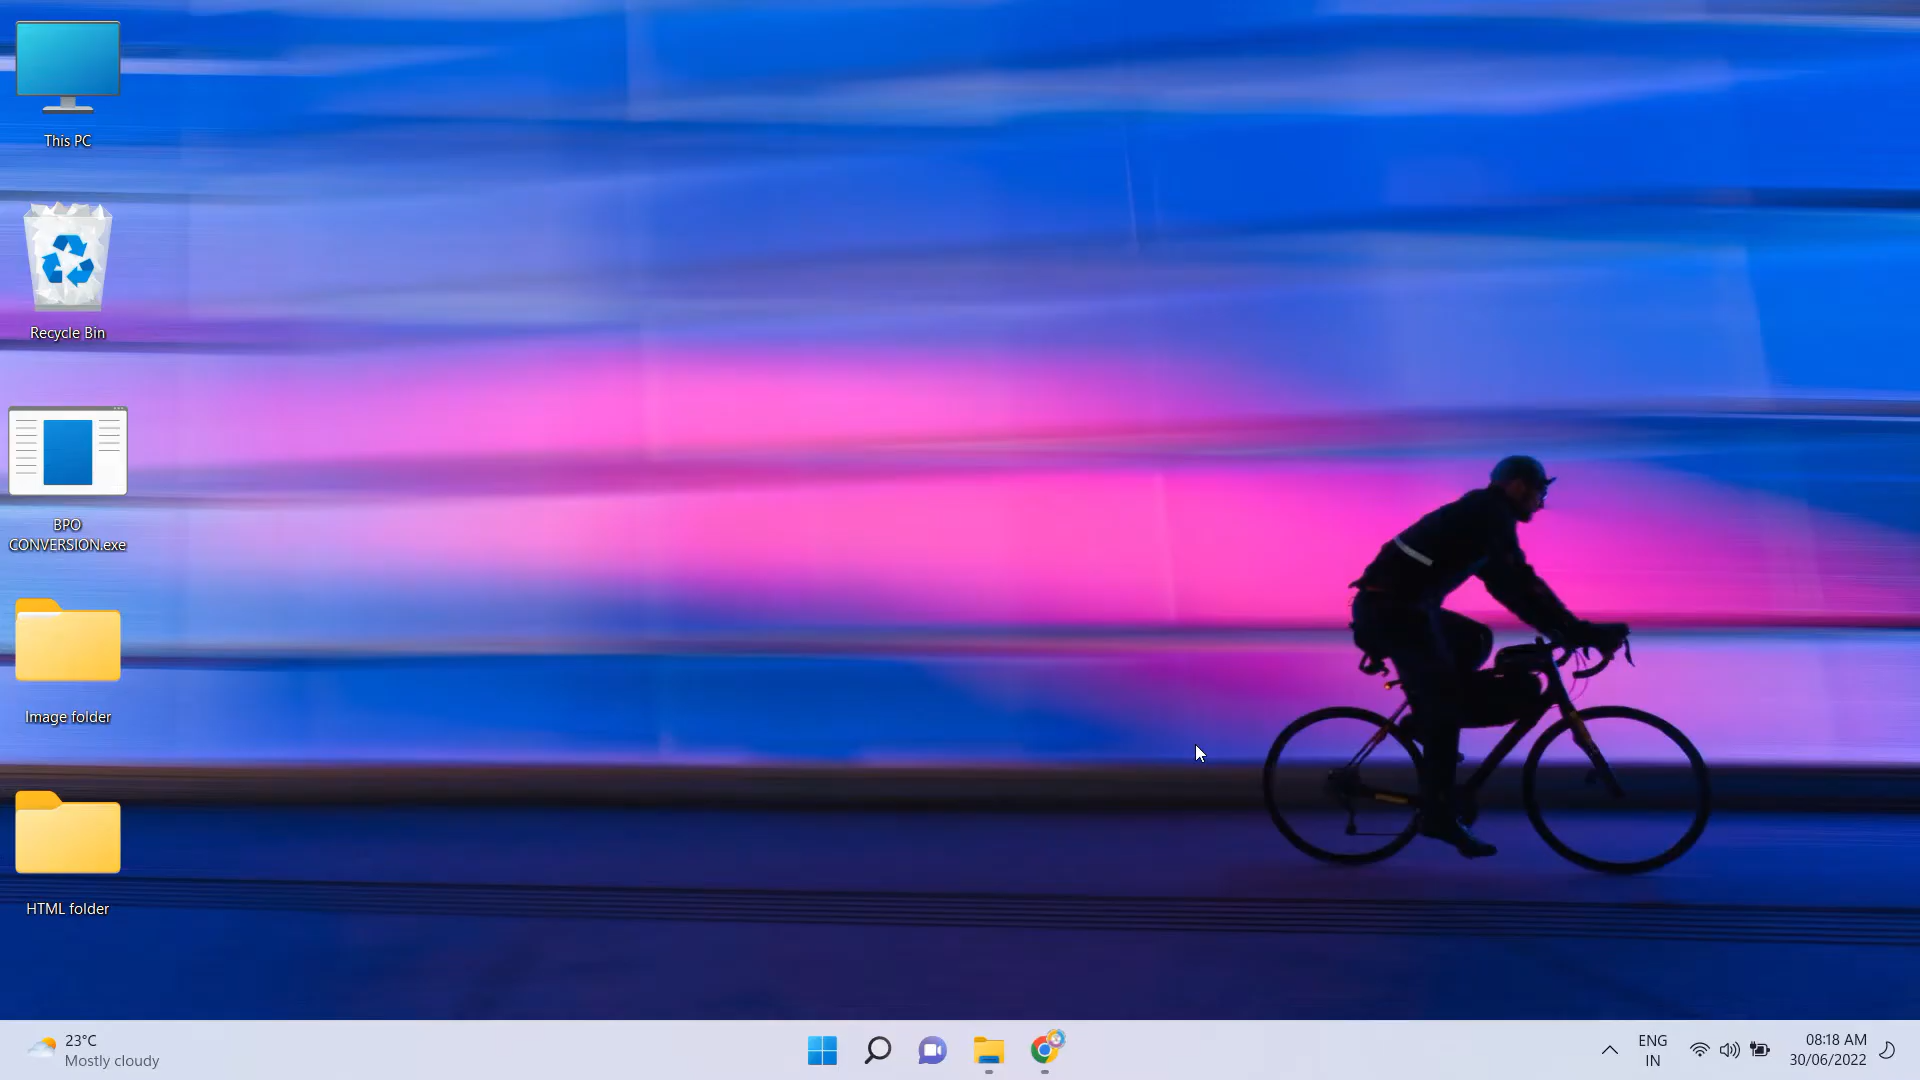 This PC
Recycle Bin
BPO
CONVERSION.exe
Image folder
HTML folder
23°C
Mostly cloudy
ENG
IN
08:18 AM
30/06/2022